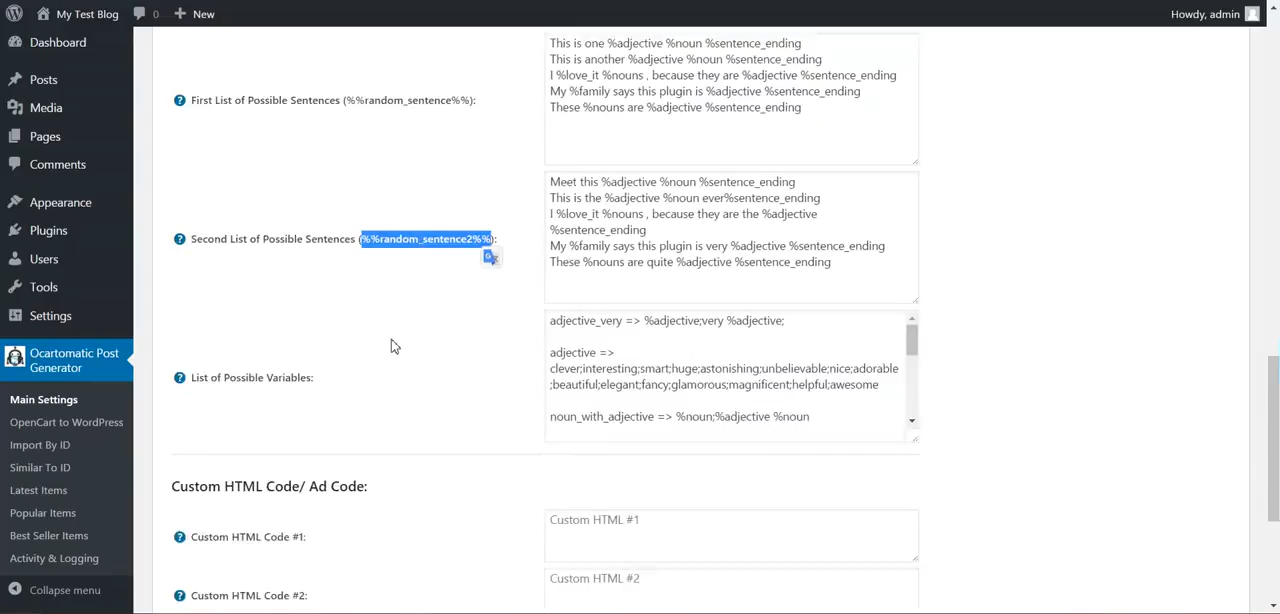 My Test Blog
0
New
Howdy, admin
Dashboard
Posts
Media
Pages
Comments
Appearance
Plugins
Users
Tools
Settings
Ocartomatic Post
Generator
Main Settings
OpenCart to WordPress
Import By ID
Similar To ID
Latest Items
Popular Items
Best Seller Items
Activity & Logging
Collapse menu
First List of Possible Sentences (%%random_sentence%%):
This is one %adjective %noun %sentence_ending
This is another %adjective %noun %sentence_ending
I %love_it %nouns , because they are %adjective %sentence_ending
My %family says this plugin is %adjective %sentence_ending
These %nouns are %adjective %sentence_ending
Second List of Possible Sentences (%%random_sentence2%%):
Meet this %adjective %noun %sentence_ending
This is the %adjective %noun ever%sentence_ending
I %love_it %nouns , because they are the %adjective
%sentence_ending
My %family says this plugin is very %adjective %sentence_ending
These %nouns are quite %adjective %sentence_ending
List of Possible Variables:
adjective_very => %adjective;very %adjective;
adjective =>
clever;interesting;smart;huge;astonishing;unbelievable;nice;adorable
;beautiful;elegant;fancy;glamorous;magnificent;helpful;awesome
noun_with_adjective => %noun;%adjective %noun
Custom HTML Code/ Ad Code:
Custom HTML Code #1:
Custom HTML #1
Custom HTML Code #2:
Custom HTML #2